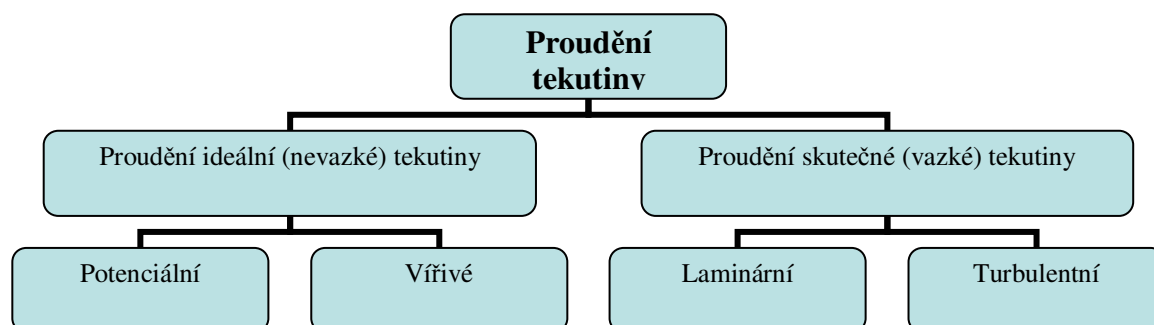 Proudění
tekutiny
Proudění ideální (nevazké) tekutiny
Proudění skutečné (vazké) tekutiny
Potenciální
Vířivé
Laminární
Turbulentní